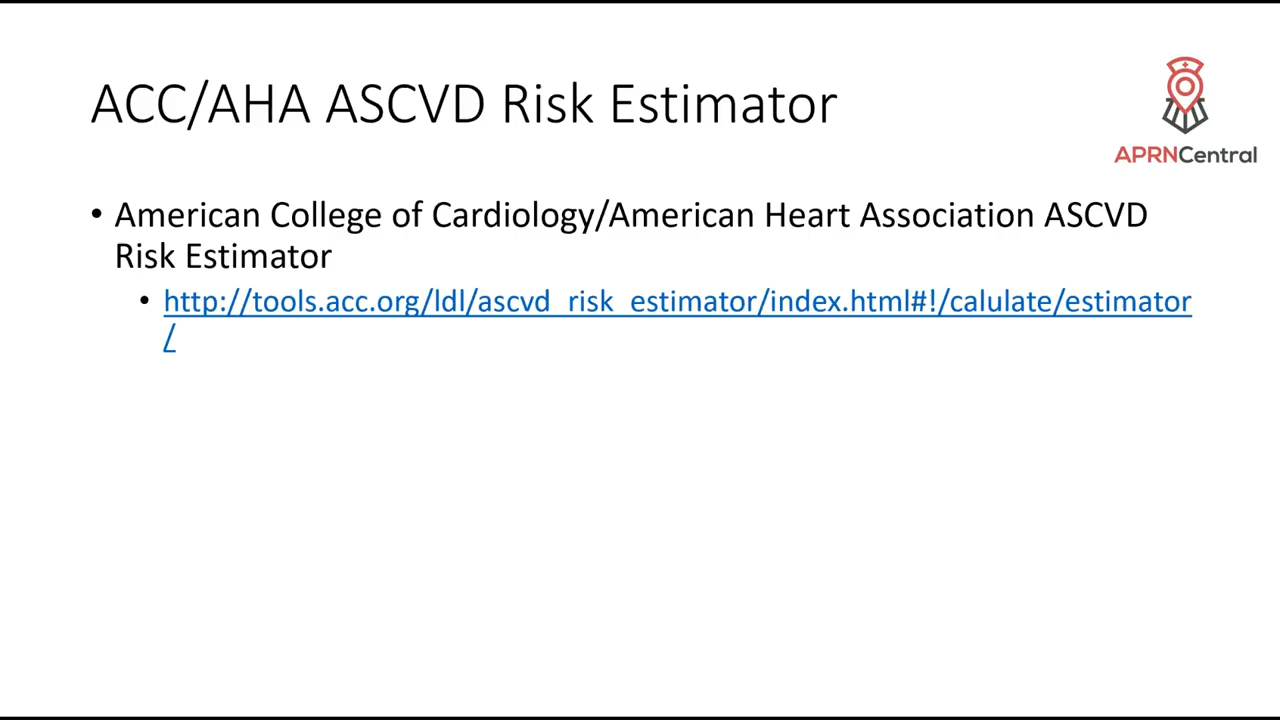 ACC/AHA ASCVD Risk Estimator
APRNCentral
• American College of Cardiology/American Heart Association ASCVD
Risk Estimator
• http://tools.acc.org/ldl/ascvd_risk_estimator/index.html#!/calulate/estimator
/